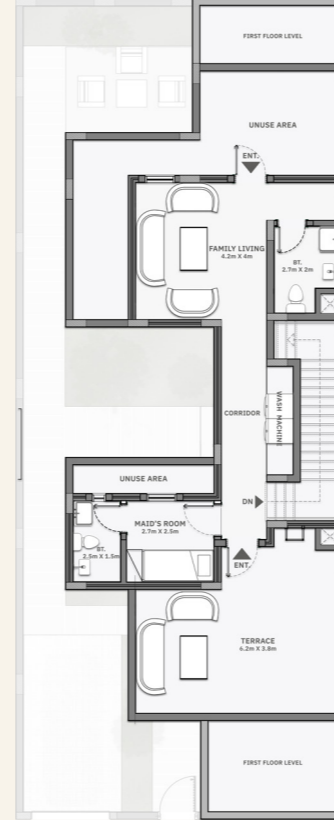 FIRST FLOOR LEVEL
UNUSE AREA
ENT.
FAMILY LIVING
4.2m X 4m
BT.
2.7m X 2m
WASH MACHINE
CORRIDOR
UNUSE AREA
DN
MAID'S ROOM
2.7m X 2.5m
BT.
2.5m X 1.5m
ENT.
TERRACE
6.2m X 3.8m
FIRST FLOOR LEVEL